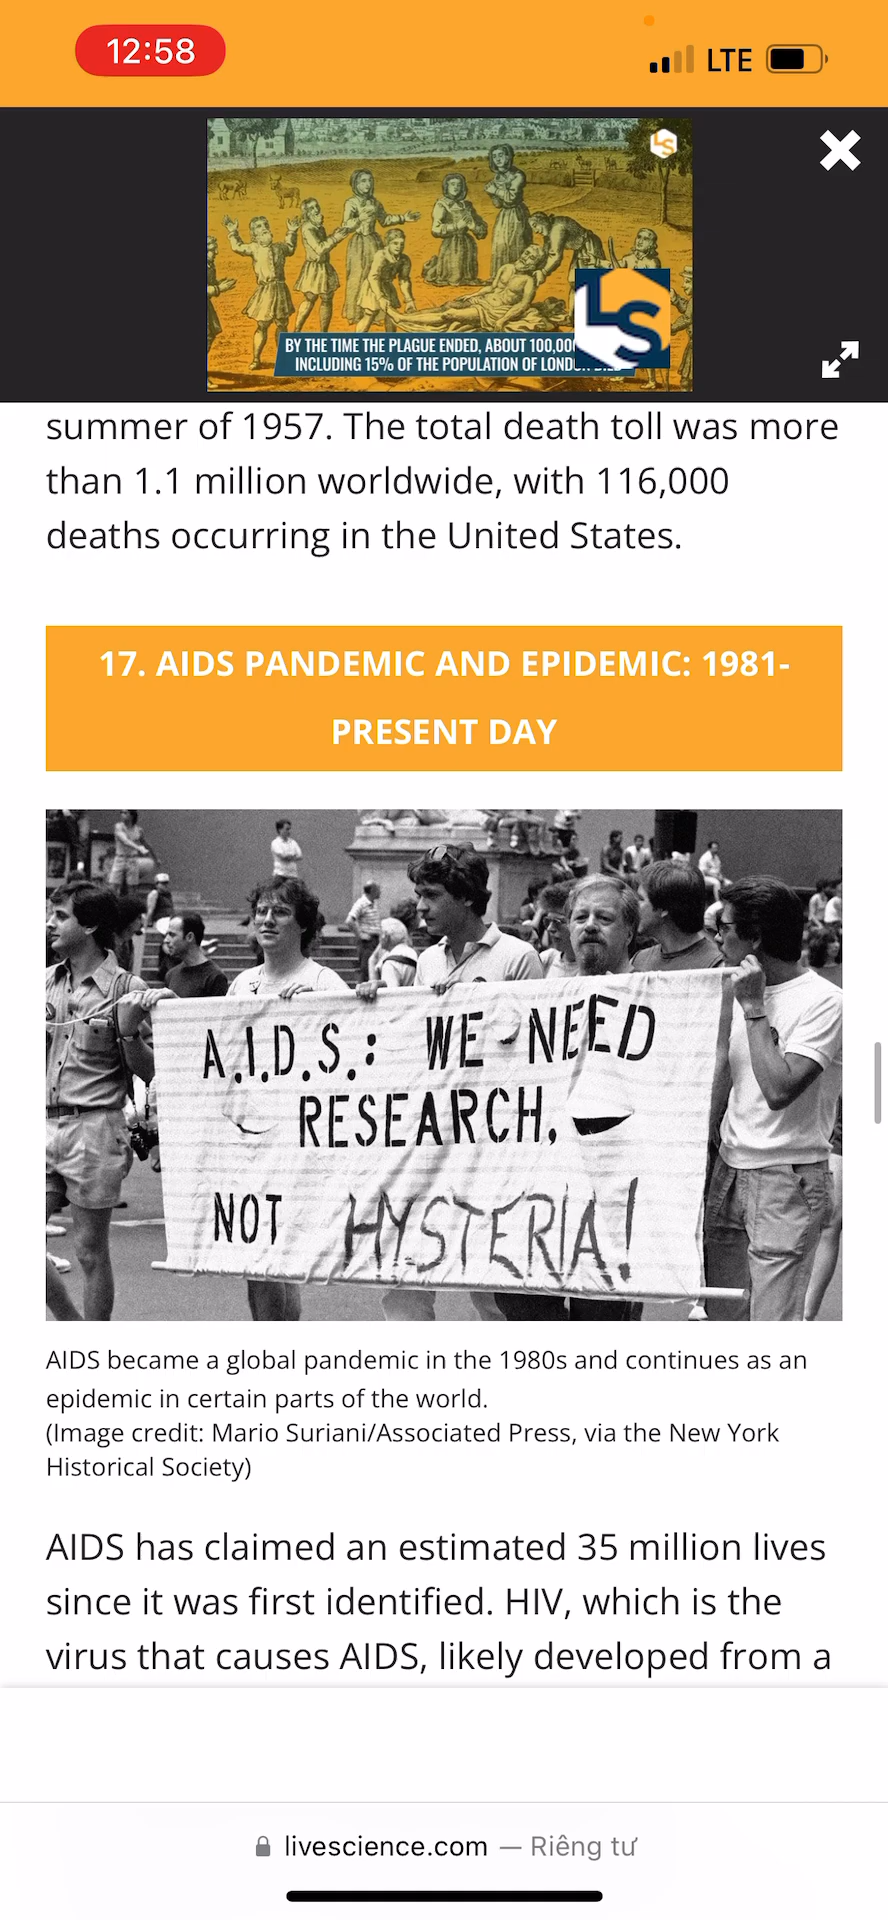 12:58
LTE
LS
BY THE TIME THE PLAGUE ENDED, ABOUT 100,00
INCLUDING 15% OF THE POPULATION OF
LS
summer of 1957. The total death toll was more
than 1.1 million worldwide, with 116,000
deaths occurring in the United States.
17. AIDS PANDEMIC AND EPIDEMIC: 1981-
PRESENT DAY
A.I.D.S.: WE NEED
RESEARCH,
NOT HYSTERIA!
AIDS became a global pandemic in the 1980s and continues as an
epidemic in certain parts of the world.
(Image credit: Mario Suriani/Associated Press, via the New York
Historical Society)
AIDS has claimed an estimated 35 million lives
since it was first identified. HIV, which is the
virus that causes AIDS, likely developed from a
livescience.com — Riêng tư